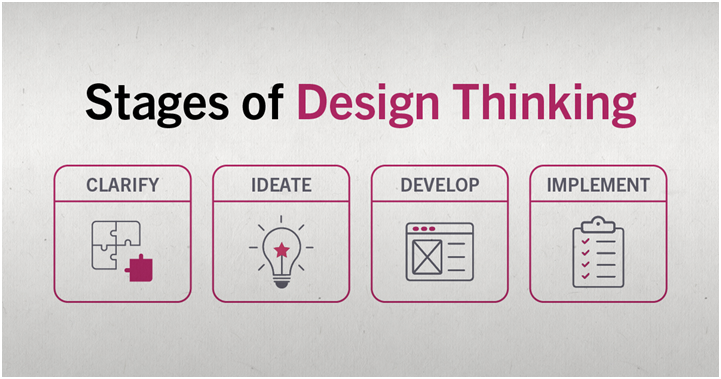 Stages of Design Thinking
CLARIFY
IDEATE
DEVELOP
IMPLEMENT